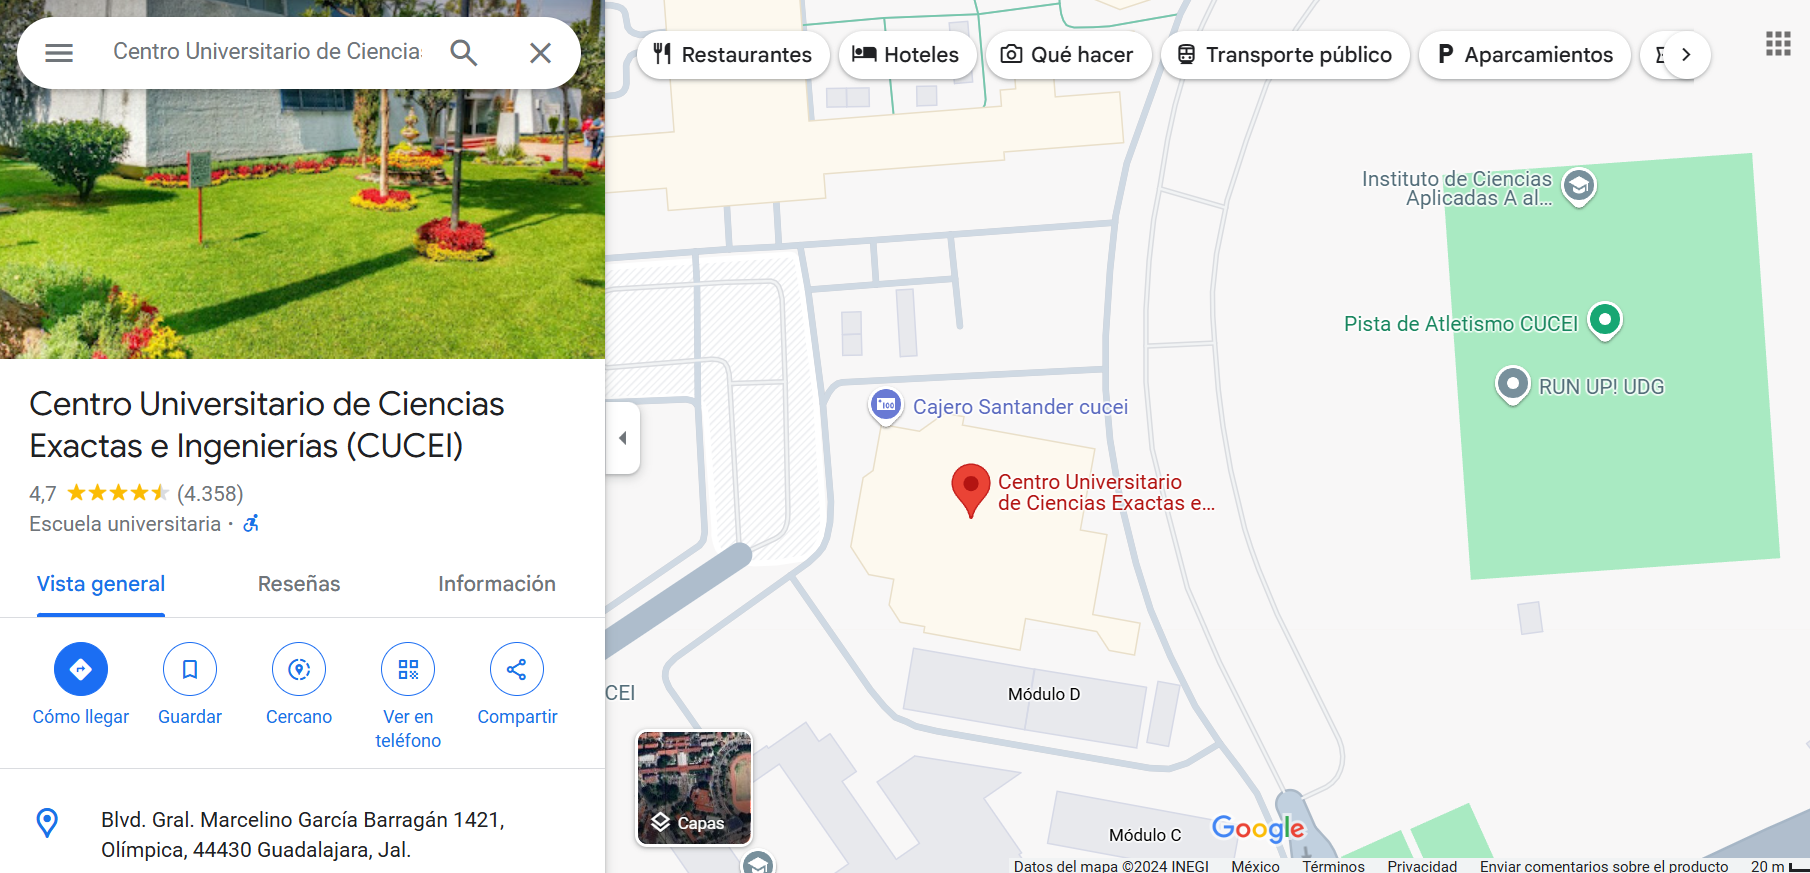 Centro Universitario de Ciencia
Restaurantes
Hoteles
Qué hacer
Transporte público
Aparcamientos
Centro Universitario de Ciencias
Exactas e Ingenierías (CUCEI)
4,7
(4.358)
Escuela universitaria ·
Vista general
Reseñas
Información
Cómo llegar
Guardar
Cercano
Ver en
teléfono
Compartir
Blvd. Gral. Marcelino García Barragán 1421,
Olímpica, 44430 Guadalajara, Jal.
Instituto de Ciencias
Aplicadas A al...
Pista de Atletismo CUCEI
RUN UP! UDG
Cajero Santander cucei
Centro Universitario
de Ciencias Exactas e...
CEI
Módulo D
Módulo C
Capas
Google
Datos del mapa ©2024 INEGI
México
Términos
Privacidad
Enviar comentarios sobre el producto
20 m